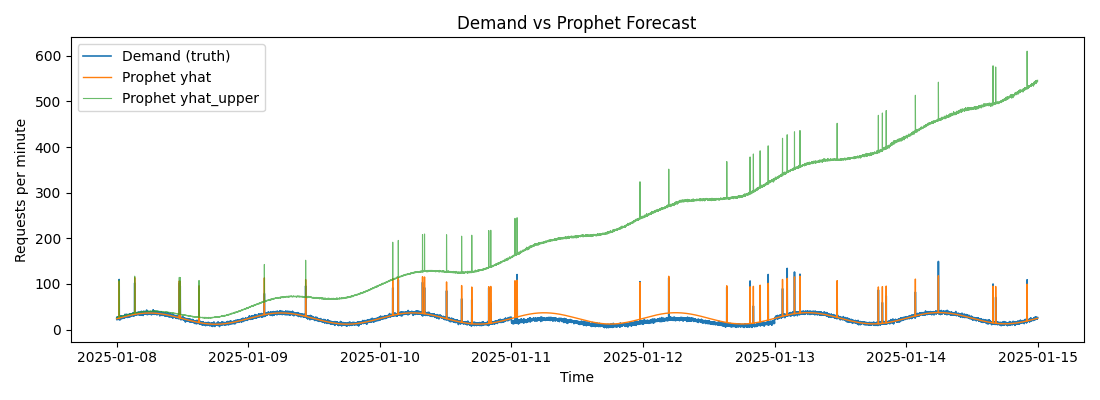 Demand vs Prophet Forecast
Demand (truth)
Prophet yhat
Prophet yhat_upper
Requests per minute
600
500
400
300
200
100
0
2025-01-08 2025-01-09 2025-01-10 2025-01-11 2025-01-12 2025-01-13 2025-01-14 2025-01-15
Time